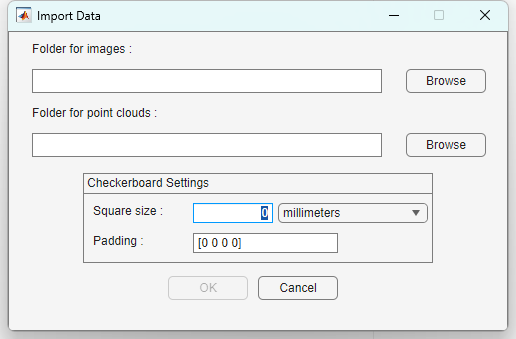 Import Data
Folder for images :
Browse
Folder for point clouds :
Browse
Checkerboard Settings
Square size : 0 millimeters
Padding : [0 0 0 0]
OK Cancel